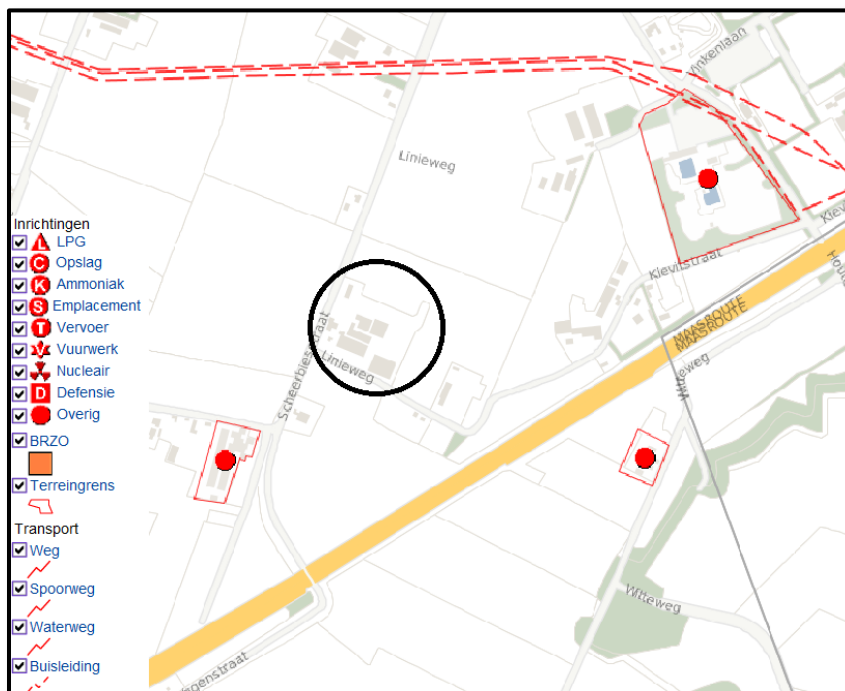 Inrichtingen
L LPG
C Opslag
K Ammoniak
S Emplacement
T Vervoer
V Vuurwerk
Nucleair
D Defensie
Overig
BRZO
Terreingrens
Transport
Weg
Spoorweg
Waterweg
Buisleiding
Linieweg
Kievitstraat
MAASROUTE
MAASROUTE
Scheerbiesstraat
Linieweg
Witteweg
Witteweg